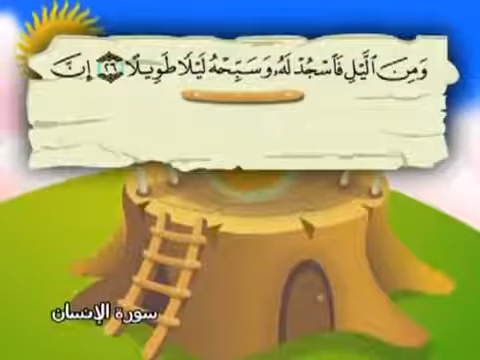 وَمِنَ ٱلَّيْلِ فَٱسْجُدْ لَهُۥ وَسَبِّحْهُ لَيْلًا طَوِيلًا ٢٦ إِنَّ
سورة الإنسان